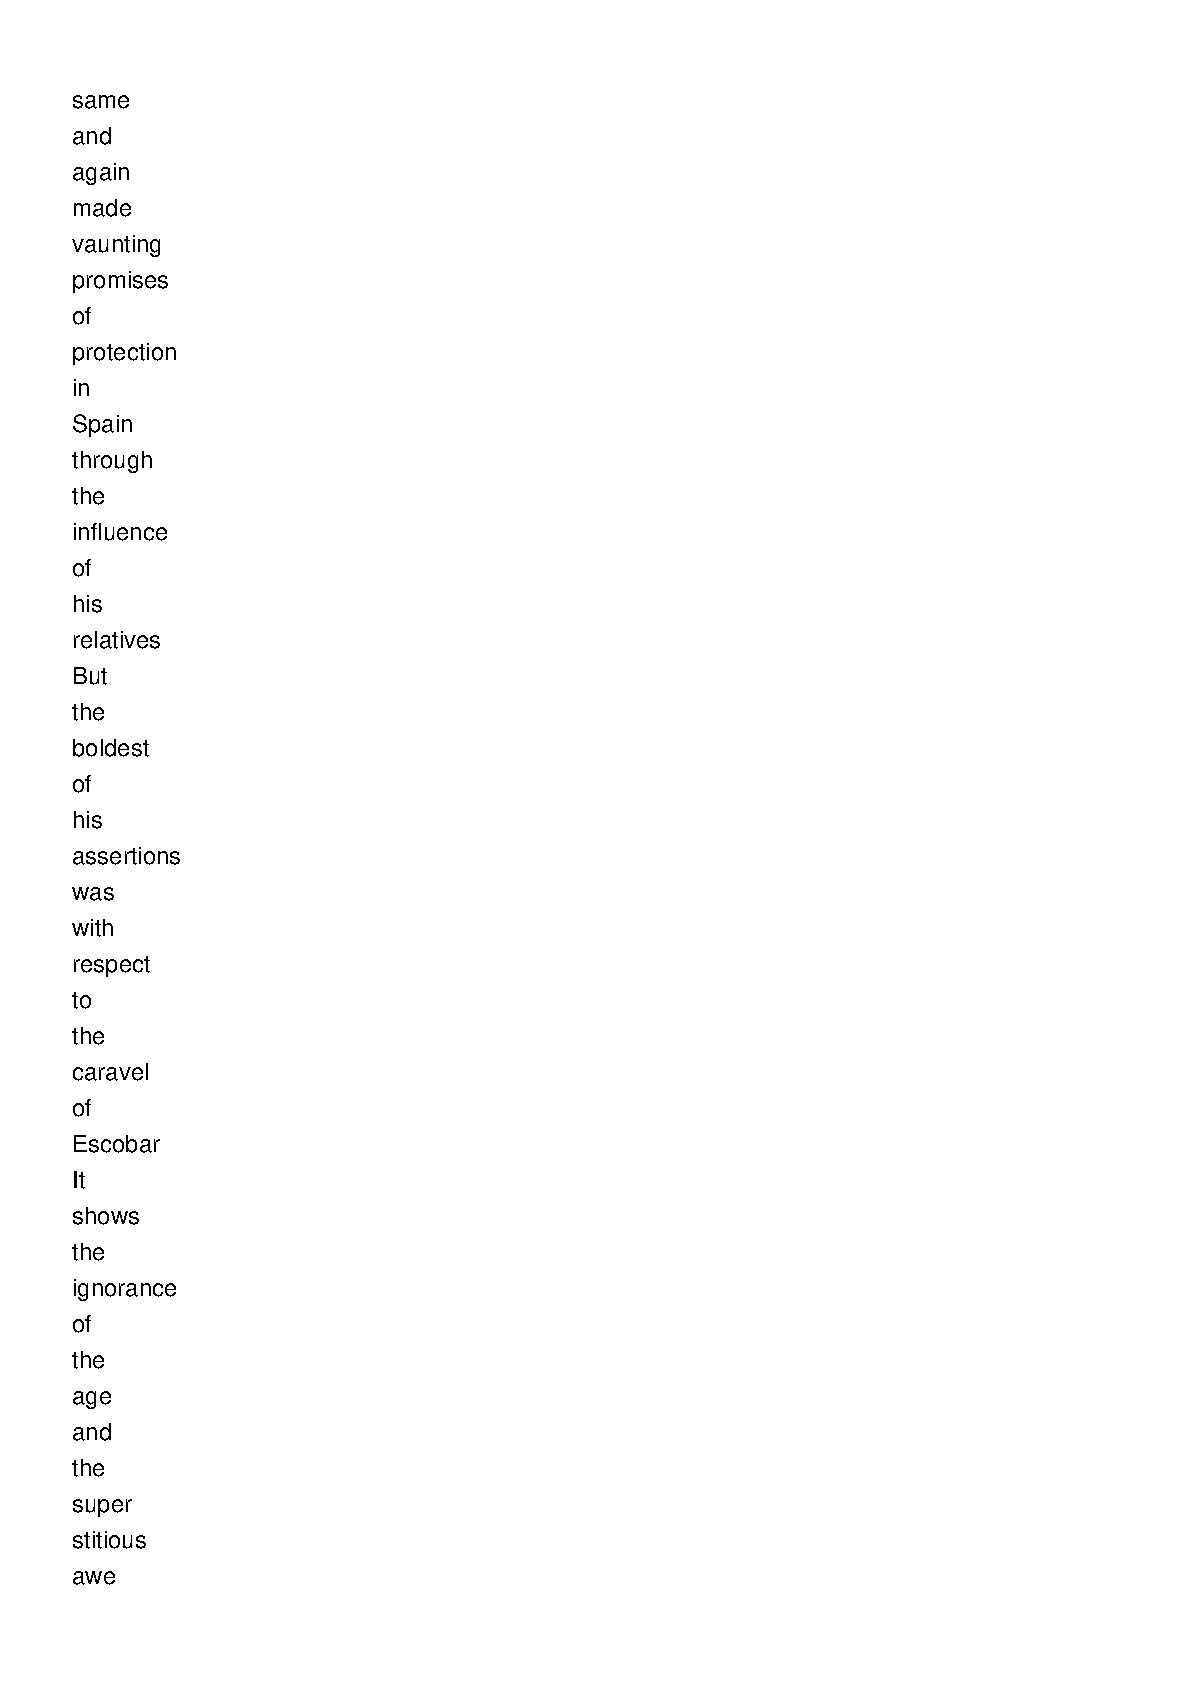 same
and
again
made
vaunting
promises
of
protection
in
Spain
through
the
influence
of
his
relatives
But
the
boldest
of
his
assertions
was
with
respect
to
the
caravel
of
Escobar
It
shows
the
ignorance
of
the
age
and
the
super
stitious
awe